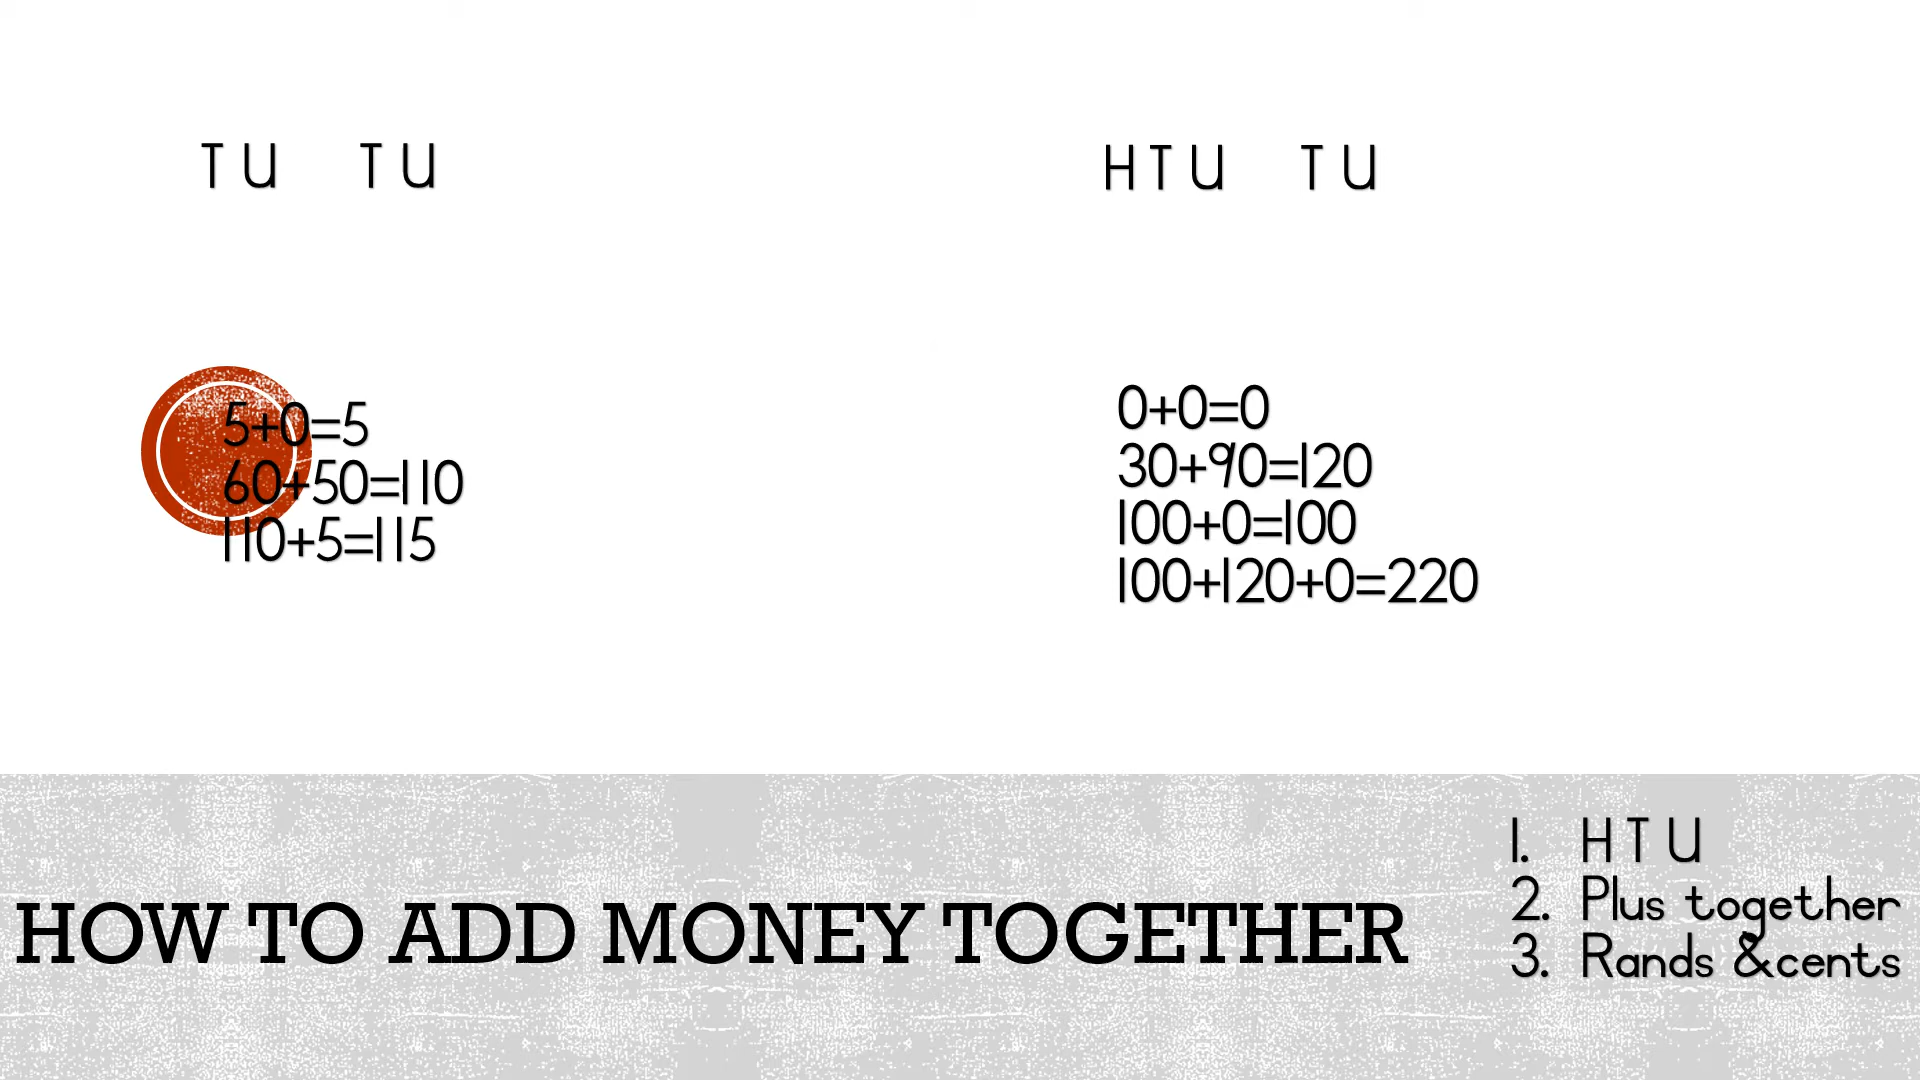 T U   T U
5+0=5
60+50=110
110+5=115
H T U   T U
0+0=0
30+90=120
100+0=100
100+120+0=220
HOW TO ADD MONEY TOGETHER
1. H T U
2. Plus together
3. Rands &cents